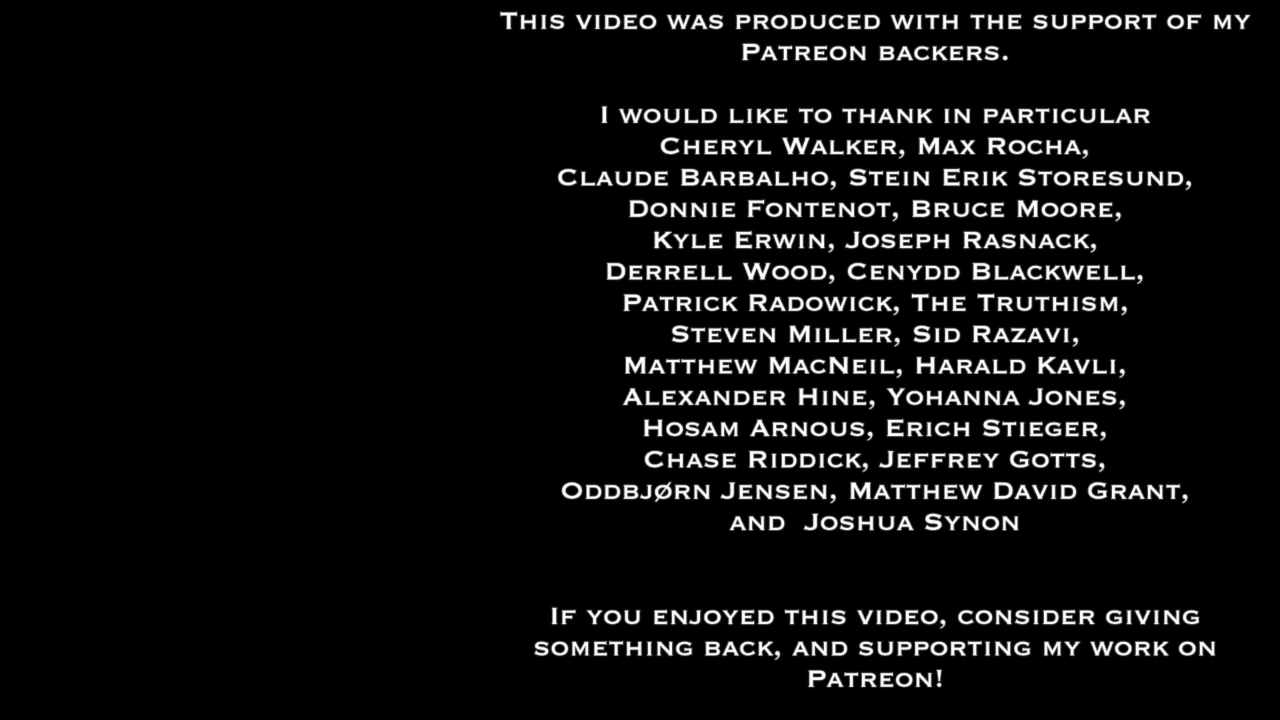 This video was produced with the support of my
Patreon backers.
I would like to thank in particular
Cheryl Walker, Max Rocha,
Claude Barbalho, Stein Erik Storesund,
Donnie Fontenot, Bruce Moore,
Kyle Erwin, Joseph Rasnack,
Derrell Wood, Cenydd Blackwell,
Patrick Radowick, The Truthism,
Steven Miller, Sid Razavi,
Matthew MacNeil, Harald Kavli,
Alexander Hine, Yohanna Jones,
Hosam Arnous, Erich Stieger,
Chase Riddick, Jeffrey Gotts,
Oddbjørn Jensen, Matthew David Grant,
and Joshua Synon
If you enjoyed this video, consider giving
something back, and supporting my work on
Patreon!